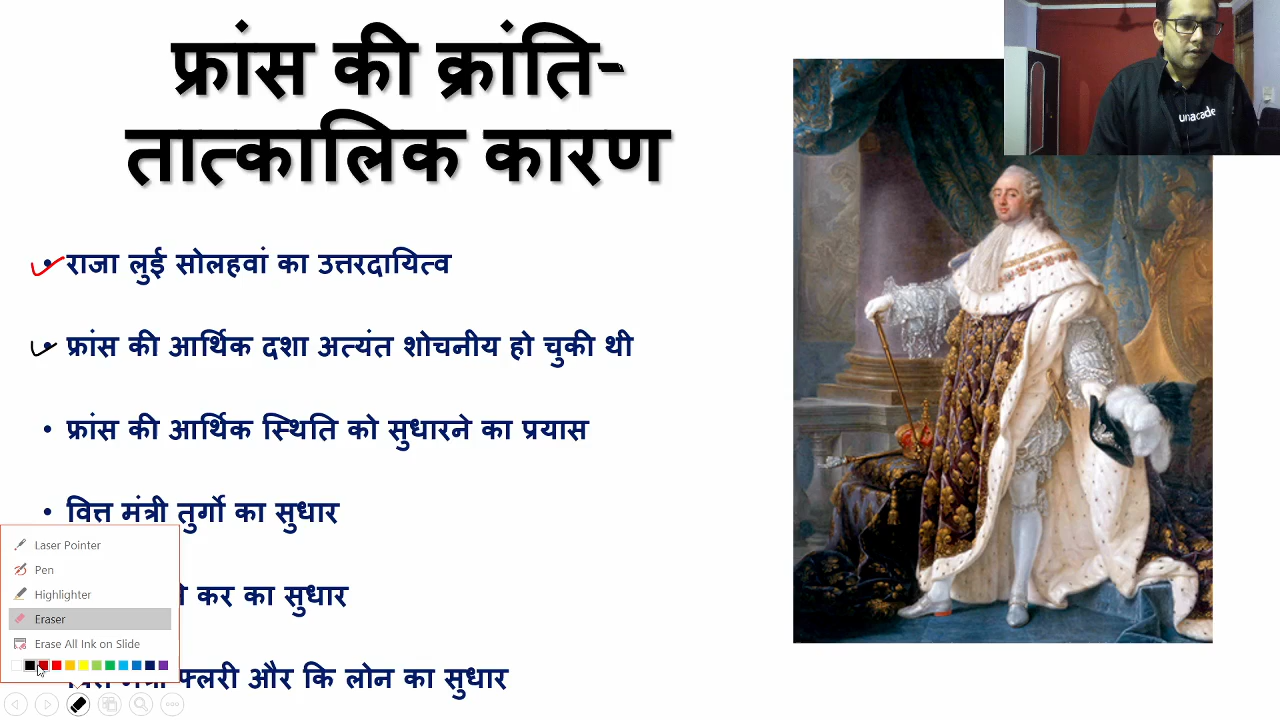 फ्रांस की क्रांति-
तात्कालिक कारण
unacade
• राजा लुई सोलहवां का उत्तरदायित्व
• फ्रांस की आर्थिक दशा अत्यंत शोचनीय हो चुकी थी
• फ्रांस की आर्थिक स्थिति को सुधारने का प्रयास
• वित्त मंत्री तुर्गो का सुधार
Laser Pointer
Pen
Highlighter
कर का सुधार
Eraser
Erase All Ink on Slide
फ्लरी और कि लोन का सुधार